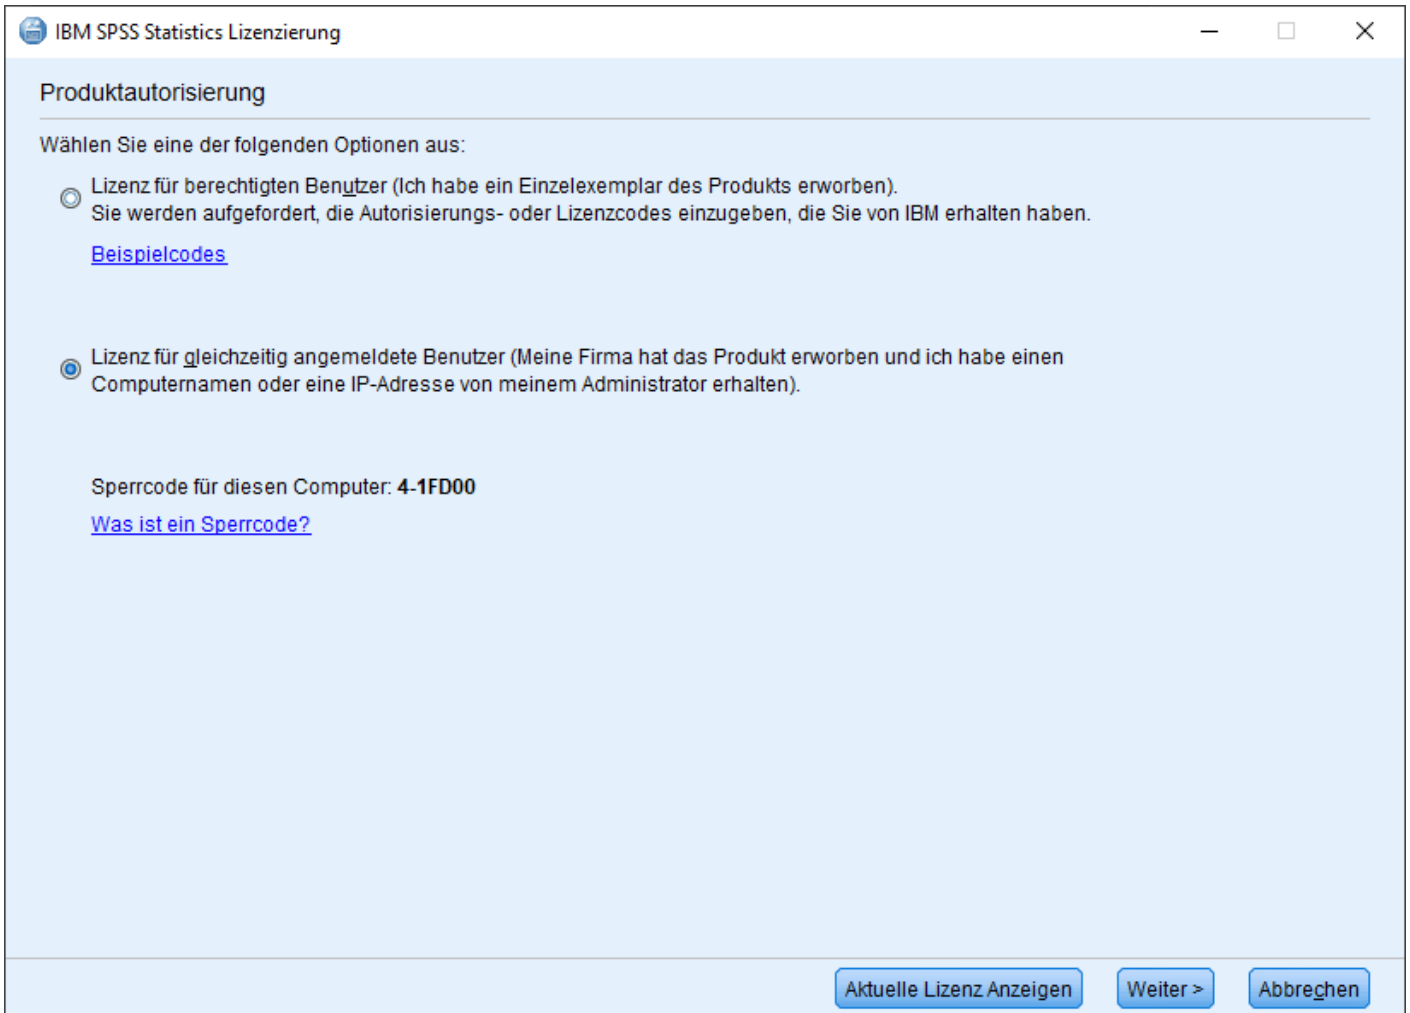 IBM SPSS Statistics Lizenzierung
Produktautorisierung
Wählen Sie eine der folgenden Optionen aus:
Lizenz für berechtigten Benutzer (Ich habe ein Einzelexemplar des Produkts erworben).
Sie werden aufgefordert, die Autorisierungs- oder Lizenzcodes einzugeben, die Sie von IBM erhalten haben.
Beispielcodes
Lizenz für gleichzeitig angemeldete Benutzer (Meine Firma hat das Produkt erworben und ich habe einen
Computernamen oder eine IP-Adresse von meinem Administrator erhalten).
Sperrcode für diesen Computer: 4-1FD00
Was ist ein Sperrcode?
Aktuelle Lizenz Anzeigen Weiter > Abbrechen